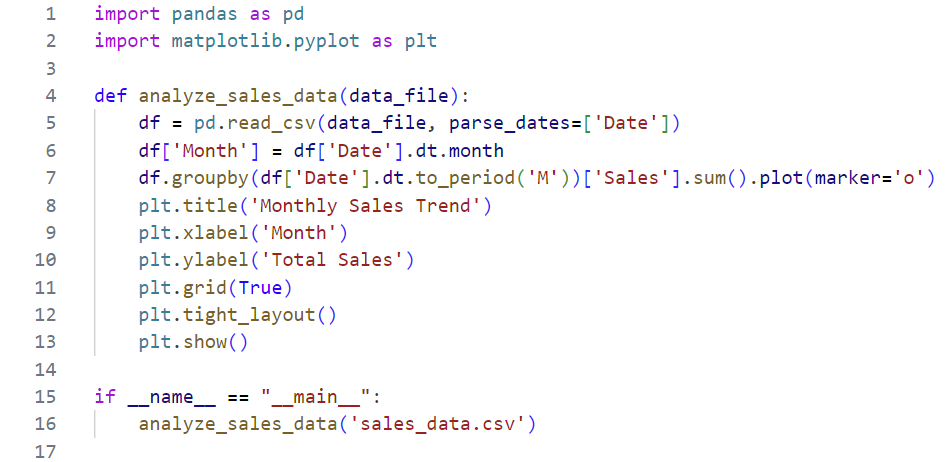 1 import pandas as pd
2 import matplotlib.pyplot as plt
3
4 def analyze_sales_data(data_file):
5     df = pd.read_csv(data_file, parse_dates=['Date'])
6     df['Month'] = df['Date'].dt.month
7     df.groupby(df['Date'].dt.to_period('M'))['Sales'].sum().plot(marker='o')
8     plt.title('Monthly Sales Trend')
9     plt.xlabel('Month')
10     plt.ylabel('Total Sales')
11     plt.grid(True)
12     plt.tight_layout()
13     plt.show()
14
15 if __name__ == "__main__":
16     analyze_sales_data('sales_data.csv')
17